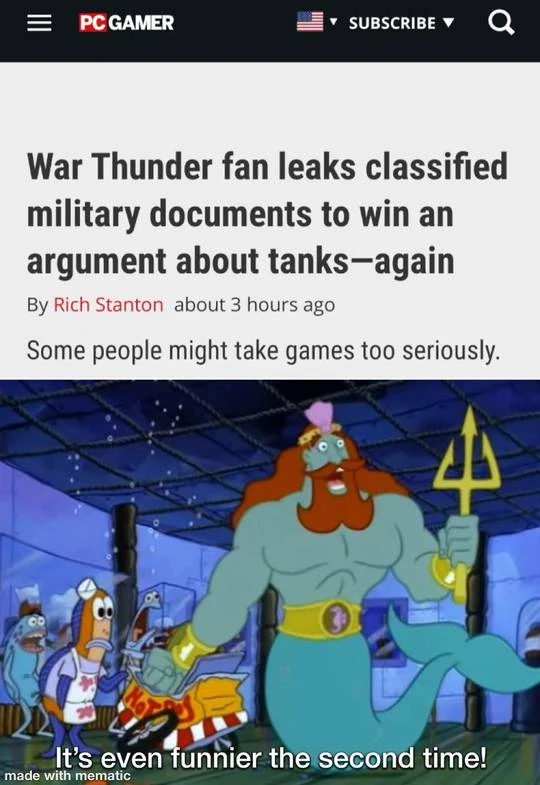 PC GAMER
SUBSCRIBE
War Thunder fan leaks classified
military documents to win an
argument about tanks—again
By Rich Stanton about 3 hours ago
Some people might take games too seriously.
HOT DOGS
It's even funnier the second time!
made with mematic